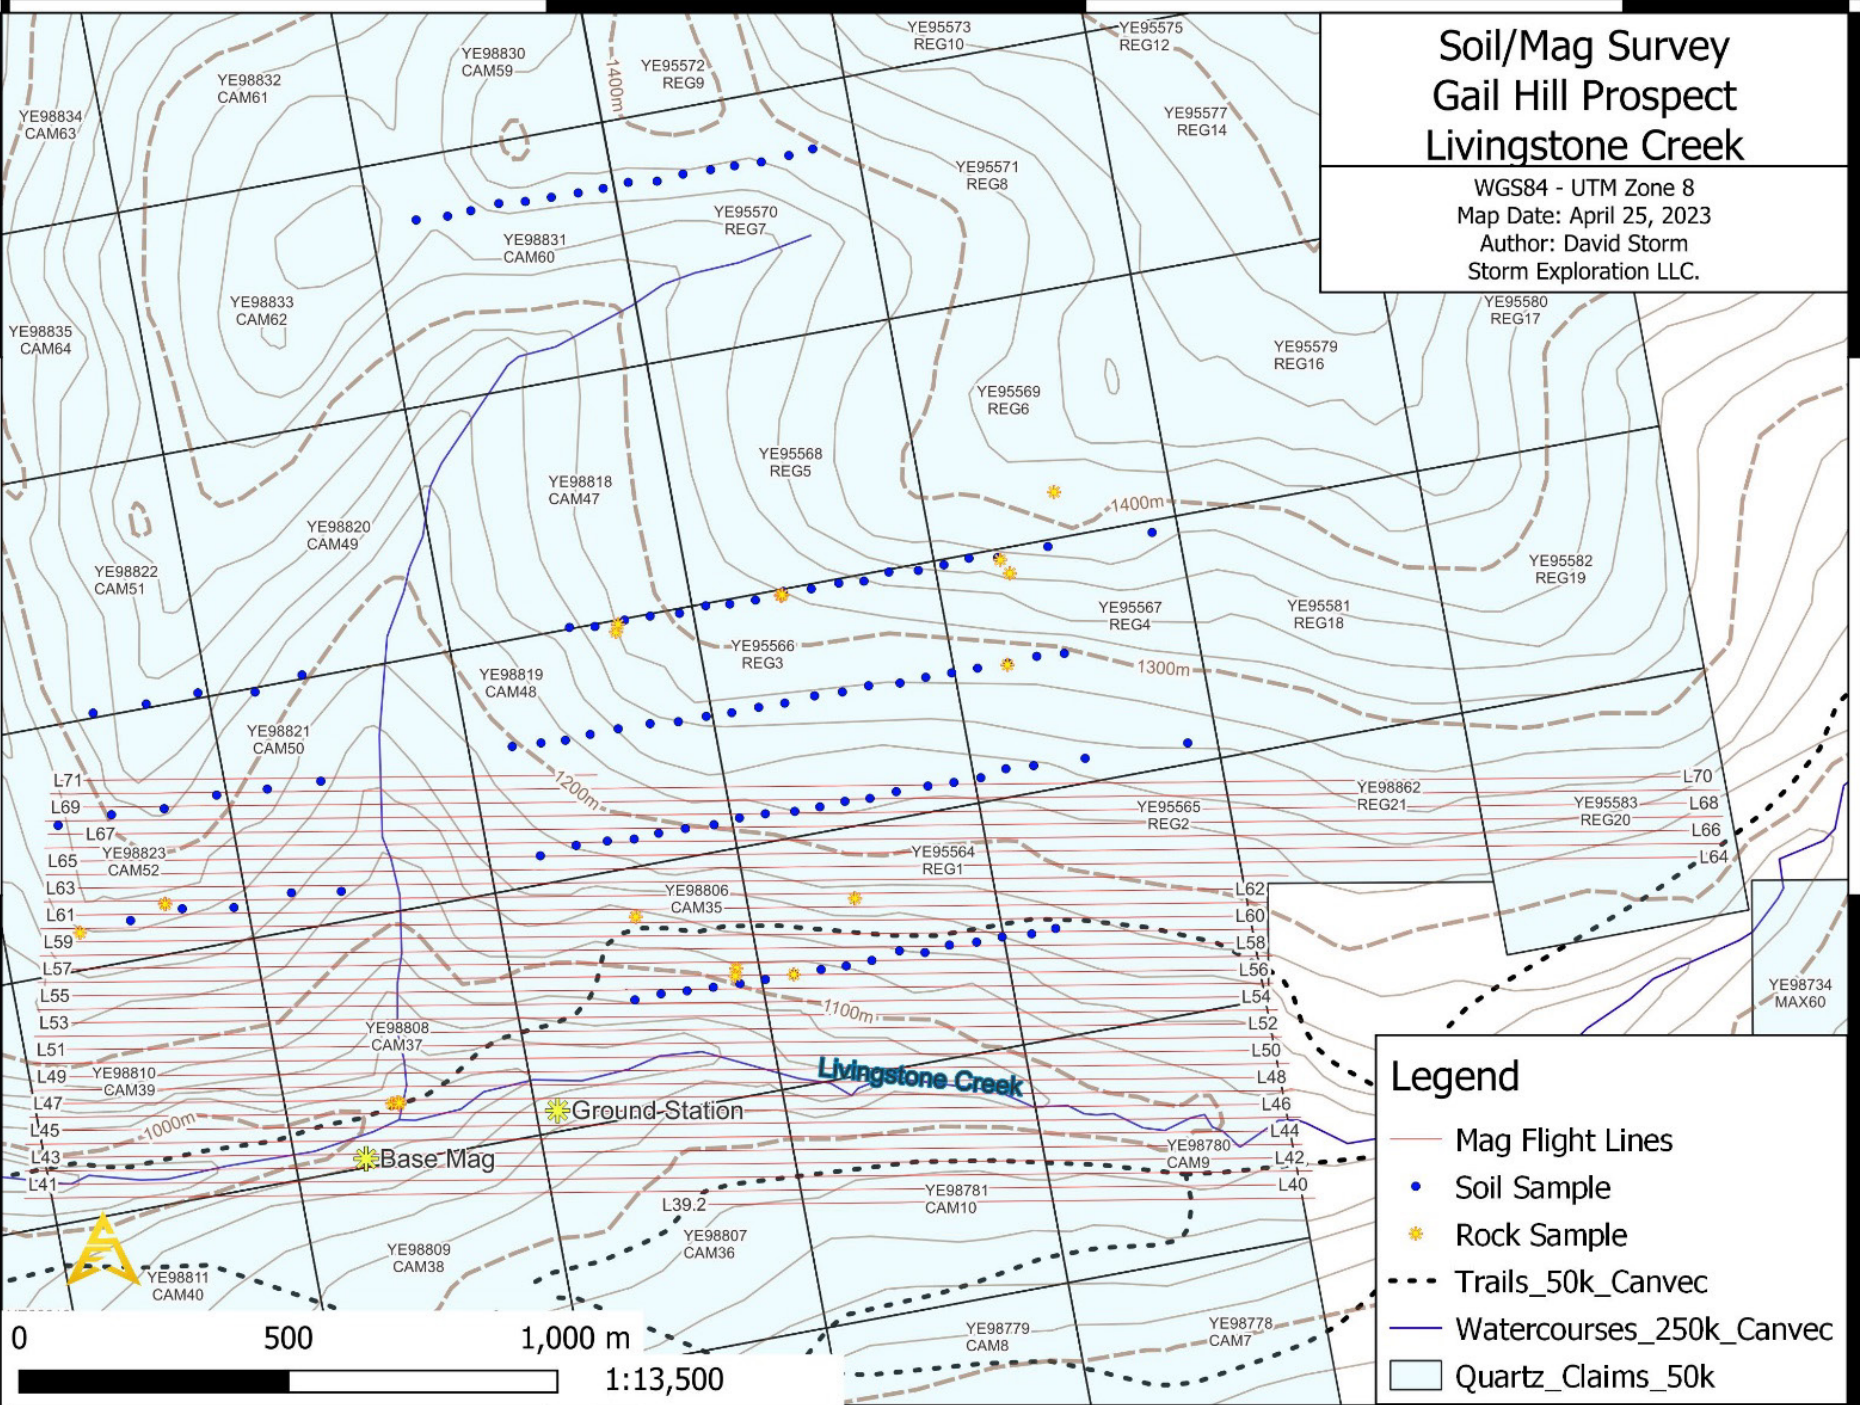 Soil/Mag Survey
Gail Hill Prospect
Livingstone Creek
WGS84 - UTM Zone 8
Map Date: April 25, 2023
Author: David Storm
Storm Exploration LLC.
YE95573
REG10
YE95575
REG12
YE98830
CAM59
1400m
YE95572
REG9
YE98832
CAM61
YE98834
CAM63
YE95577
REG14
YE95571
REG8
YE95570
REG7
YE98831
CAM60
YE98833
CAM62
YE98835
CAM64
YE95580
REG17
YE95579
REG16
YE95569
REG6
YE95568
REG5
YE98818
CAM47
1400m
YE98820
CAM49
YE98822
CAM51
YE95582
REG19
YE95567
REG4
YE95581
REG18
YE95566
REG3
1300m
YE98819
CAM48
YE98821
CAM50
1200m
YE98862
REG21
YE95565
REG2
YE95583
REG20
YE98823
CAM52
YE95564
REG1
YE98806
CAM35
YE98734
MAX60
1100m
YE98808
CAM37
YE98810
CAM39
1000m
Livingstone Creek
Ground Station
Base Mag
YE98780
CAM9
YE98781
CAM10
YE98807
CAM36
YE98809
CAM38
YE98811
CAM40
YE98779
CAM8
YE98778
CAM7
L71
L69
L67
L65
L63
L61
L59
L57
L55
L53
L51
L49
L47
L45
L43
L41
L39.2
L70
L68
L66
L64
L62
L60
L58
L56
L54
L52
L50
L48
L46
L44
L42
L40
Legend
Mag Flight Lines
Soil Sample
Rock Sample
Trails_50k_Canvec
Watercourses_250k_Canvec
Quartz_Claims_50k
0 500 1,000 m
1:13,500